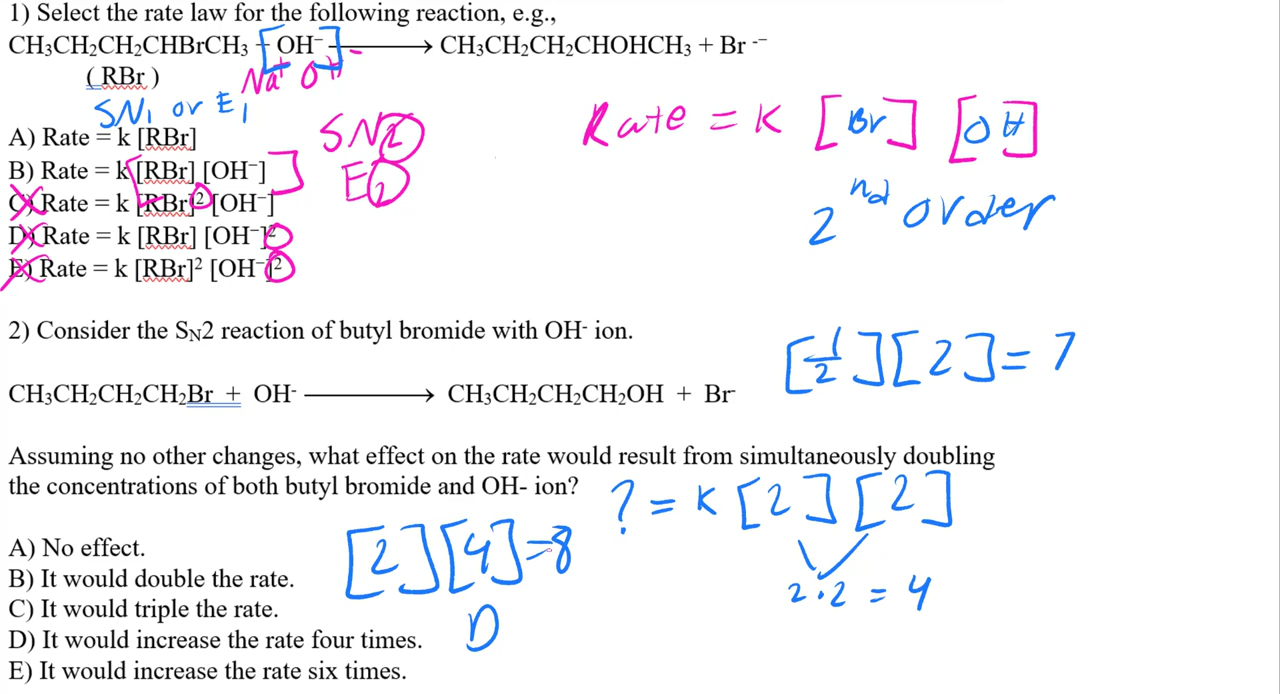 1) Select the rate law for the following reaction, e.g.,
CH₃CH₂CH₂CHBrCH₃ + [OH⁻] ⟶ CH₃CH₂CH₂CHOHCH₃ + Br ⁻
(RBr) Na⁺ OH⁻
SN1 or E1
A) Rate = k [RBr]
B) Rate = k [RBr] [OH⁻]
C) Rate = k [RBr]² [OH⁻]
D) Rate = k [RBr] [OH⁻]²
E) Rate = k [RBr]² [OH⁻]²
SN2
E2
Rate = K [Br] [OH]
2nd order
2) Consider the SN2 reaction of butyl bromide with OH⁻ ion.
[1/2][2] = 1
CH₃CH₂CH₂CH₂Br + OH⁻ ⟶ CH₃CH₂CH₂CH₂OH + Br⁻
Assuming no other changes, what effect on the rate would result from simultaneously doubling
the concentrations of both butyl bromide and OH- ion?
? = K [2] [2]
2·2 = 4
[2][4] = 8
D
A) No effect.
B) It would double the rate.
C) It would triple the rate.
D) It would increase the rate four times.
E) It would increase the rate six times.